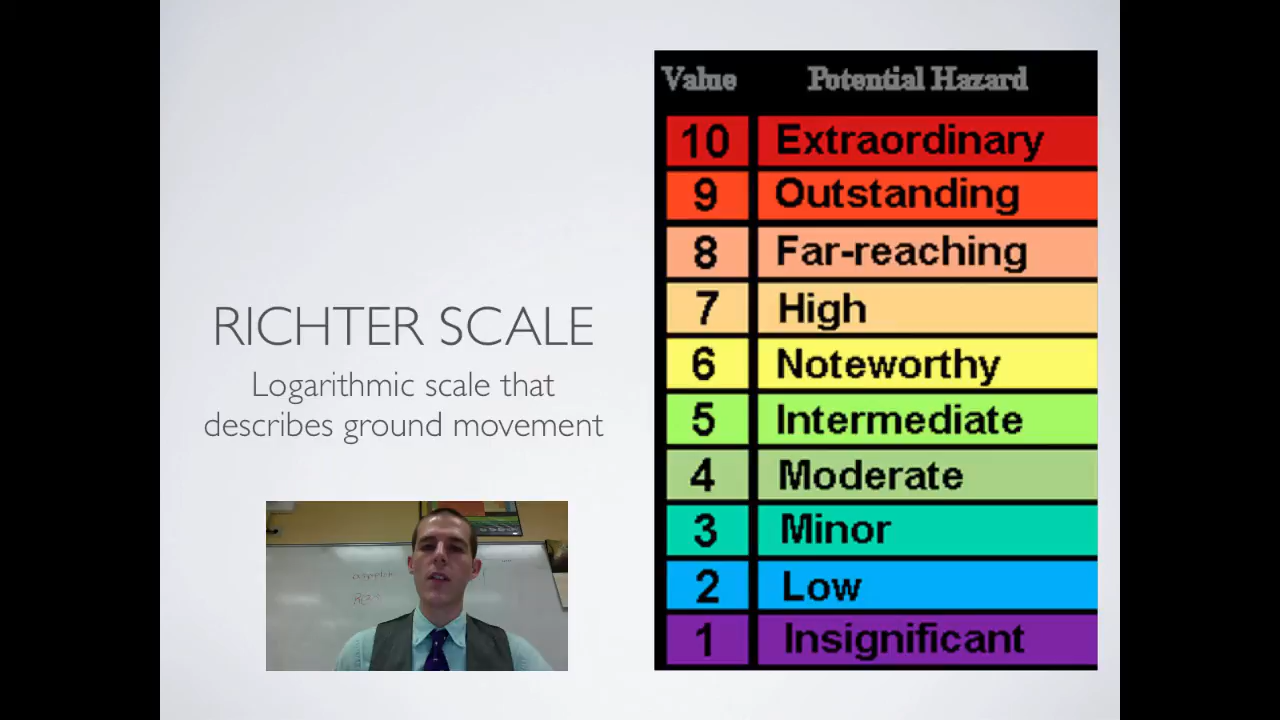 RICHTER SCALE
Logarithmic scale that
describes ground movement
Value Potential Hazard
10 Extraordinary
9 Outstanding
8 Far-reaching
7 High
6 Noteworthy
5 Intermediate
4 Moderate
3 Minor
2 Low
1 Insignificant